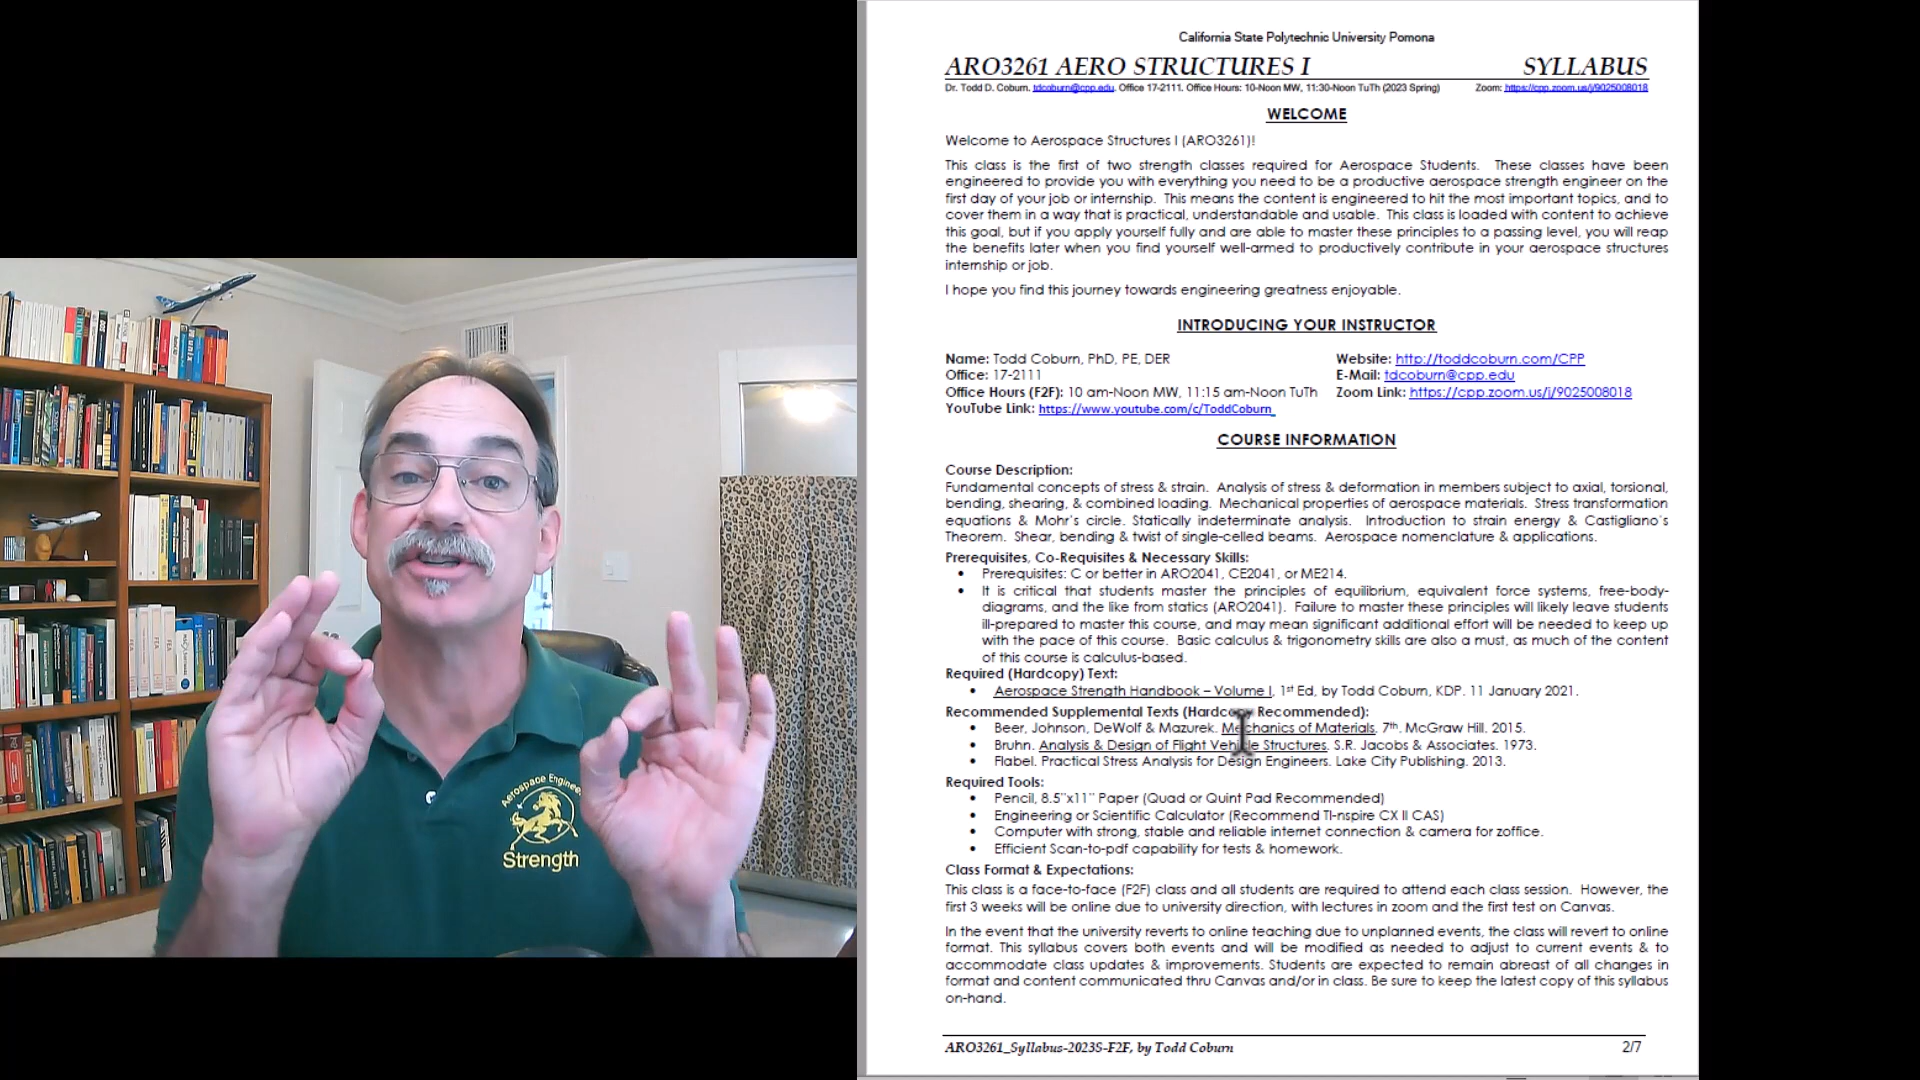 California State Polytechnic University Pomona
ARO3261 AERO STRUCTURES I SYLLABUS
Dr. Todd D. Coburn. tdcoburn@cpp.edu. Office 17-2111. Office Hours: 10-Noon MW, 11:30-Noon TuTh (2023 Spring) Zoom: https://cpp.zoom.us/j/9025008018
WELCOME
Welcome to Aerospace Structures I (ARO3261)!
This class is the first of two strength classes required for Aerospace Students. These classes have been
engineered to provide you with everything you need to be a productive aerospace strength engineer on the
first day of your job or internship. This means the content is engineered to hit the most important topics, and to
cover them in a way that is practical, understandable and usable. This class is loaded with content to achieve
this goal, but if you apply yourself fully and are able to master these principles to a passing level, you will reap
the benefits later when you find yourself well-armed to productively contribute in your aerospace structures
internship or job.
I hope you find this journey towards engineering greatness enjoyable.
INTRODUCING YOUR INSTRUCTOR
Name: Todd Coburn, PhD, PE, DER Website: http://toddcoburn.com/CPP
Office: 17-2111 E-Mail: tdcoburn@cpp.edu
Office Hours (F2F): 10 am-Noon MW, 11:15 am-Noon TuTh Zoom Link: https://cpp.zoom.us/j/9025008018
YouTube Link: https://www.youtube.com/c/ToddCoburn
COURSE INFORMATION
Course Description:
Fundamental concepts of stress & strain. Analysis of stress & deformation in members subject to axial, torsional,
bending, shearing, & combined loading. Mechanical properties of aerospace materials. Stress transformation
equations & Mohr's circle. Statically indeterminate analysis. Introduction to strain energy & Castigliano's
Theorem. Shear, bending & twist of single-celled beams. Aerospace nomenclature & applications.
Prerequisites, Co-Requisites & Necessary Skills:
• Prerequisites: C or better in ARO2041, CE2041, or ME214.
• It is critical that students master the principles of equilibrium, equivalent force systems, free-body-
diagrams, and the like from statics (ARO2041). Failure to master these principles will likely leave students
ill-prepared to master this course, and may mean significant additional effort will be needed to keep up
with the pace of this course. Basic calculus & trigonometry skills are also a must, as much of the content
of this course is calculus-based.
Required (Hardcopy) Text:
• Aerospace Strength Handbook – Volume I, 1st Ed, by Todd Coburn, KDP. 11 January 2021.
Recommended Supplemental Texts (Hardcopy Recommended):
• Beer, Johnson, DeWolf & Mazurek. Mechanics of Materials. 7th. McGraw Hill. 2015.
• Bruhn. Analysis & Design of Flight Vehicle Structures. S.R. Jacobs & Associates. 1973.
• Flabel. Practical Stress Analysis for Design Engineers. Lake City Publishing. 2013.
Required Tools:
• Pencil, 8.5"x11" Paper (Quad or Quint Pad Recommended)
• Engineering or Scientific Calculator (Recommend TI-nspire CX II CAS)
• Computer with strong, stable and reliable internet connection & camera for zoffice.
• Efficient Scan-to-pdf capability for tests & homework.
Class Format & Expectations:
This class is a face-to-face (F2F) class and all students are required to attend each class session. However, the
first 3 weeks will be online due to university direction, with lectures in zoom and the first test on Canvas.
In the event that the university reverts to online teaching due to unplanned events, the class will revert to online
format. This syllabus covers both events and will be modified as needed to adjust to current events & to
accommodate class updates & improvements. Students are expected to remain abreast of all changes in
format and content communicated thru Canvas and/or in class. Be sure to keep the latest copy of this syllabus
on-hand.
ARO3261_Syllabus-2023S-F2F, by Todd Coburn 2/7
Aerospace Enginee
Strength